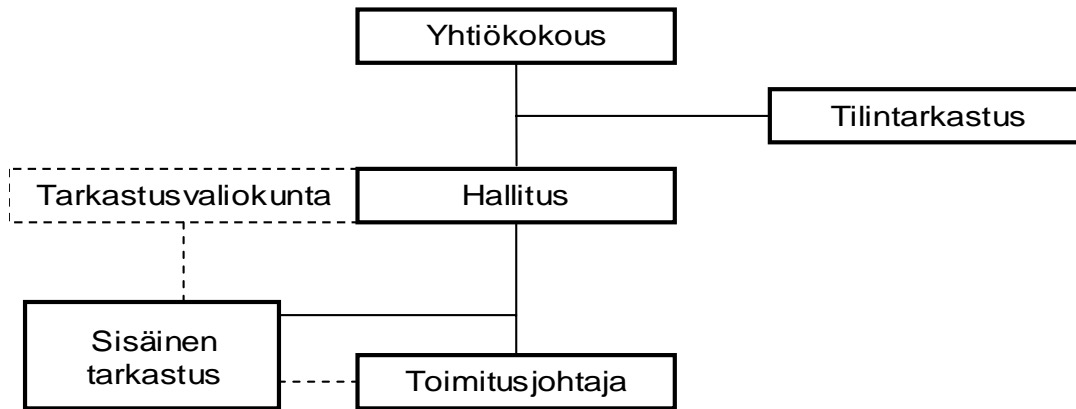 Yhtiökokous
Tilintarkastus
Tarkastusvaliokunta
Hallitus
Sisäinen
tarkastus
Toimitusjohtaja